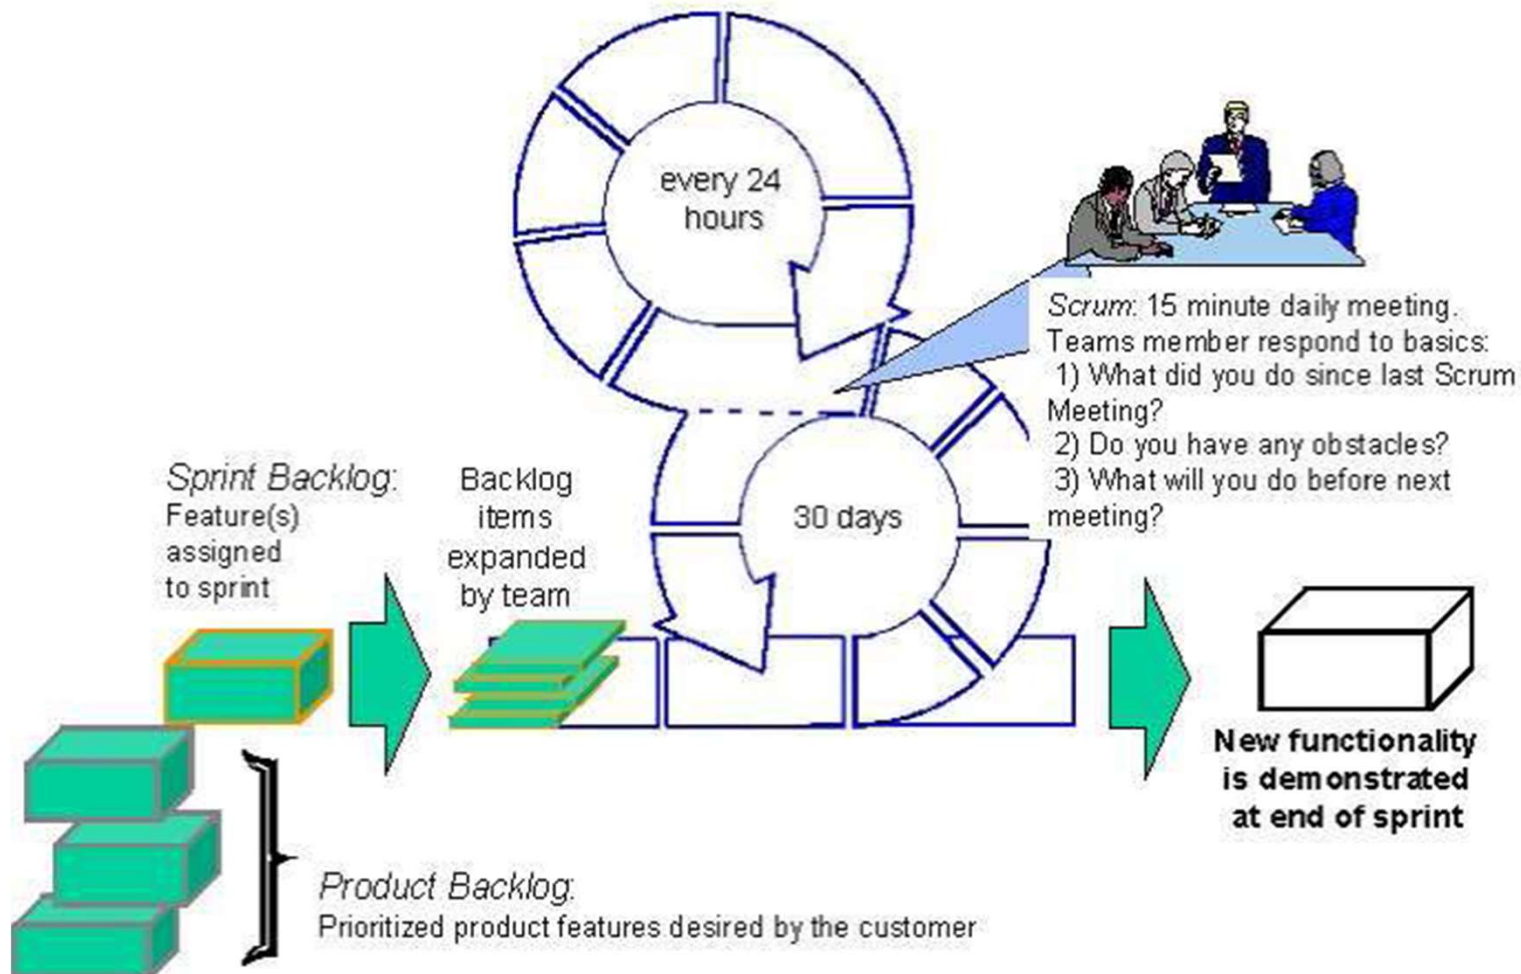 every 24
hours
Scrum: 15 minute daily meeting.
Teams member respond to basics:
1) What did you do since last Scrum
Meeting?
2) Do you have any obstacles?
3) What will you do before next
meeting?
30 days
Sprint Backlog:
Feature(s)
assigned
to sprint
Backlog
items
expanded
by team
New functionality
is demonstrated
at end of sprint
Product Backlog:
Prioritized product features desired by the customer